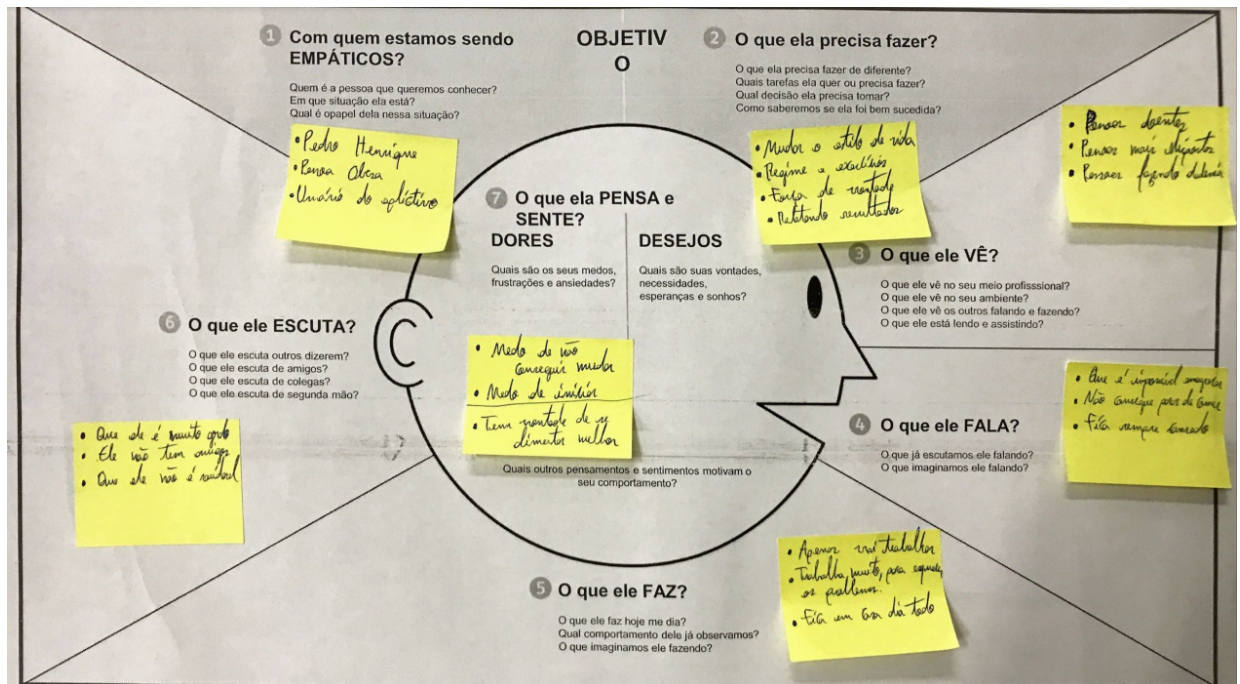 1 Com quem estamos sendo
EMPÁTICOS?
Quem é a pessoa que queremos conhecer?
Em que situação ela está?
Qual é opapel dela nessa situação?
• Pedro Henrique
• Pessoa Obesa
• Usuário do aplictivo
OBJETIV
O
2 O que ela precisa fazer?
O que ela precisa fazer de diferente?
Quais tarefas ela quer ou precisa fazer?
Qual decisão ela precisa tomar?
Como saberemos se ela foi bem sucedida?
• Mudar o estilo de vida
• Regime e exercícios
• Força de vontade
• resultados
• Pessoas doentes
• Pessoas mais
• Pessoas fazendo
3 O que ele VÊ?
O que ele vê no seu meio profisssional?
O que ele vê no seu ambiente?
O que ele vê os outros falando e fazendo?
O que ele está lendo e assistindo?
• Que é impossível emagrecer
• Não consegue parar de comer
• Fica sempre cansado
4 O que ele FALA?
O que já escutamos ele falando?
O que imaginamos ele falando?
• Apenas vai trabalhar
• Trabalha muito, para esquecer
os problemas.
• Fica em casa dia todo
5 O que ele FAZ?
O que ele faz hoje me dia?
Qual comportamento dele já observamos?
O que imaginamos ele fazendo?
6 O que ele ESCUTA?
O que ele escuta outros dizerem?
O que ele escuta de amigos?
O que ele escuta de colegas?
O que ele escuta de segunda mão?
• Que ele é muito gordo
• Ele não tem amigos
• Que ele não é saudável
7 O que ela PENSA e
SENTE?
DORES
Quais são os seus medos,
frustrações e ansiedades?
DESEJOS
Quais são suas vontades,
necessidades,
esperanças e sonhos?
• Medo de não
conseguir mudar
• Medo de iniciar
• Tem vontade de se
alimentar melhor
Quais outros pensamentos e sentimentos motivam o
seu comportamento?